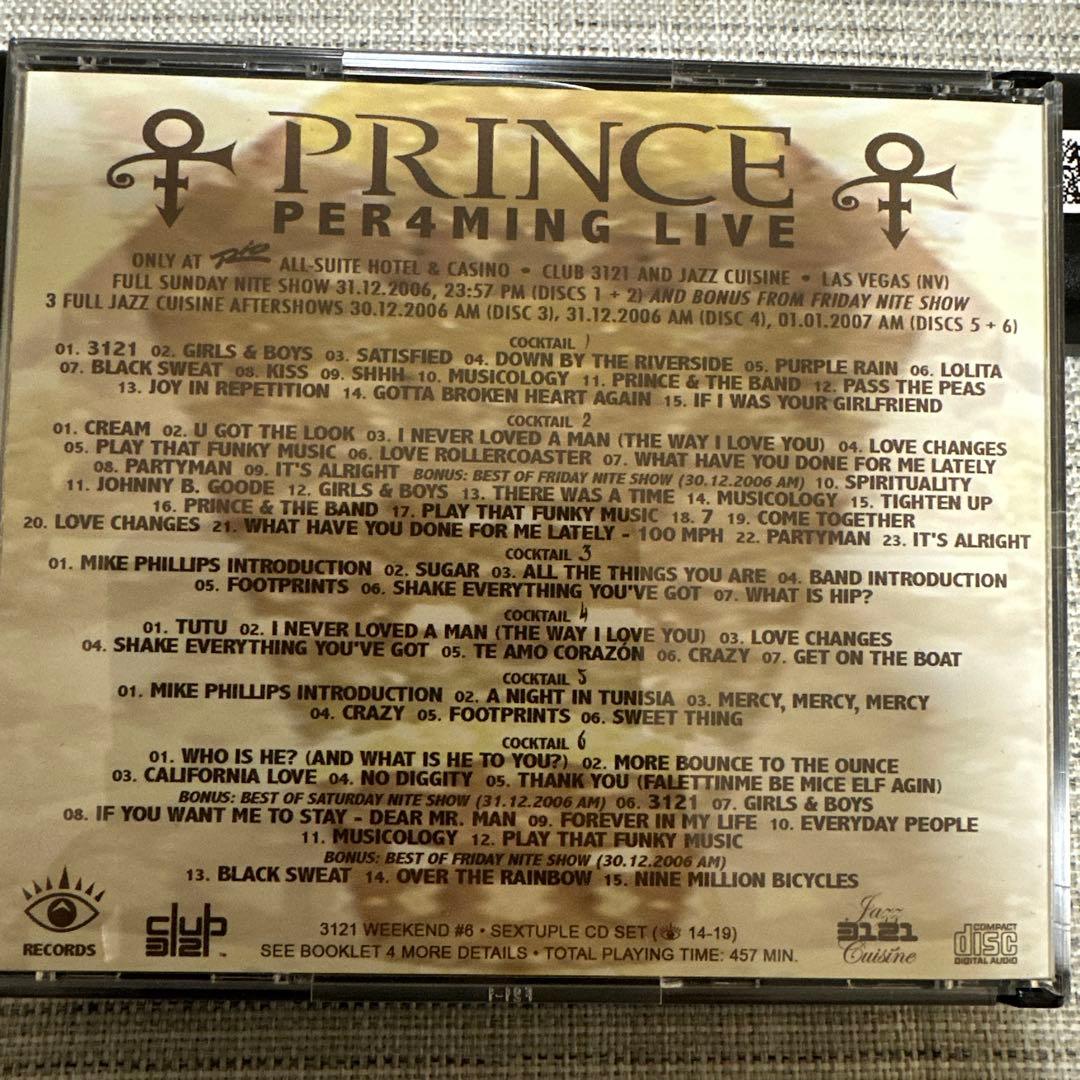 PRINCE
PER4MING LIVE
ONLY AT Rio ALL-SUITE HOTEL & CASINO • CLUB 3121 AND JAZZ CUISINE • LAS VEGAS (NV)
FULL SUNDAY NITE SHOW 31.12.2006, 23:57 PM (DISCS 1 + 2) AND BONUS FROM FRIDAY NITE SHOW
3 FULL JAZZ CUISINE AFTERSHOWS 30.12.2006 AM (DISC 3), 31.12.2006 AM (DISC 4), 01.01.2007 AM (DISCS 5 + 6)
COCKTAIL 1
01. 3121 02. GIRLS & BOYS 03. SATISFIED 04. DOWN BY THE RIVERSIDE 05. PURPLE RAIN 06. LOLITA
07. BLACK SWEAT 08. KISS 09. SHHH 10. MUSICOLOGY 11. PRINCE & THE BAND 12. PASS THE PEAS
13. JOY IN REPETITION 14. GOTTA BROKEN HEART AGAIN 15. IF I WAS YOUR GIRLFRIEND
COCKTAIL 2
01. CREAM 02. U GOT THE LOOK 03. I NEVER LOVED A MAN (THE WAY I LOVE YOU) 04. LOVE CHANGES
05. PLAY THAT FUNKY MUSIC 06. LOVE ROLLERCOASTER 07. WHAT HAVE YOU DONE FOR ME LATELY
08. PARTYMAN 09. IT'S ALRIGHT BONUS: BEST OF FRIDAY NITE SHOW (30.12.2006 AM) 10. SPIRITUALITY
11. JOHNNY B. GOODE 12. GIRLS & BOYS 13. THERE WAS A TIME 14. MUSICOLOGY 15. TIGHTEN UP
16. PRINCE & THE BAND 17. PLAY THAT FUNKY MUSIC 18. 7 19. COME TOGETHER
20. LOVE CHANGES 21. WHAT HAVE YOU DONE FOR ME LATELY - 100 MPH 22. PARTYMAN 23. IT'S ALRIGHT
COCKTAIL 3
01. MIKE PHILLIPS INTRODUCTION 02. SUGAR 03. ALL THE THINGS YOU ARE 04. BAND INTRODUCTION
05. FOOTPRINTS 06. SHAKE EVERYTHING YOU'VE GOT 07. WHAT IS HIP?
COCKTAIL 4
01. TUTU 02. I NEVER LOVED A MAN (THE WAY I LOVE YOU) 03. LOVE CHANGES
04. SHAKE EVERYTHING YOU'VE GOT 05. TE AMO CORAZÓN 06. CRAZY 07. GET ON THE BOAT
COCKTAIL 5
01. MIKE PHILLIPS INTRODUCTION 02. A NIGHT IN TUNISIA 03. MERCY, MERCY, MERCY
04. CRAZY 05. FOOTPRINTS 06. SWEET THING
COCKTAIL 6
01. WHO IS HE? (AND WHAT IS HE TO YOU?) 02. MORE BOUNCE TO THE OUNCE
03. CALIFORNIA LOVE 04. NO DIGGITY 05. THANK YOU (FALETTINME BE MICE ELF AGIN)
BONUS: BEST OF SATURDAY NITE SHOW (31.12.2006 AM) 06. 3121 07. GIRLS & BOYS
08. IF YOU WANT ME TO STAY - DEAR MR. MAN 09. FOREVER IN MY LIFE 10. EVERYDAY PEOPLE
11. MUSICOLOGY 12. PLAY THAT FUNKY MUSIC
BONUS: BEST OF FRIDAY NITE SHOW (30.12.2006 AM)
13. BLACK SWEAT 14. OVER THE RAINBOW 15. NINE MILLION BICYCLES
RECORDS
club 3121 ™
3121 WEEKEND #6 • SEXTUPLE CD SET ( 14-19)
SEE BOOKLET 4 MORE DETAILS • TOTAL PLAYING TIME: 457 MIN.
Jazz
3121
Cuisine
COMPACT
disc
DIGITAL AUDIO